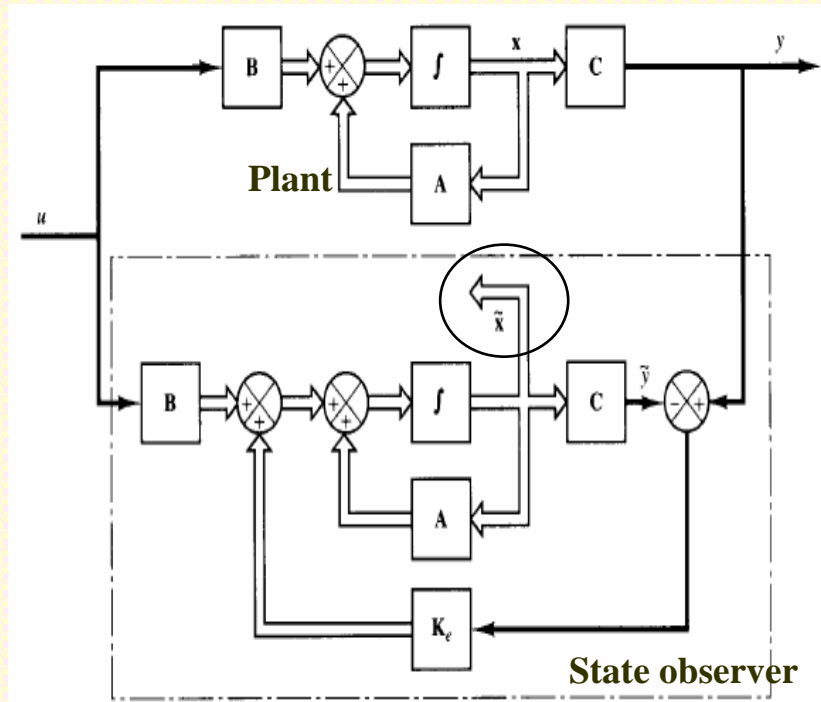 x y
B + + ∫ C
Plant A
u
x̃
B + + + + ∫ C ỹ - +
A
Kₑ
State observer